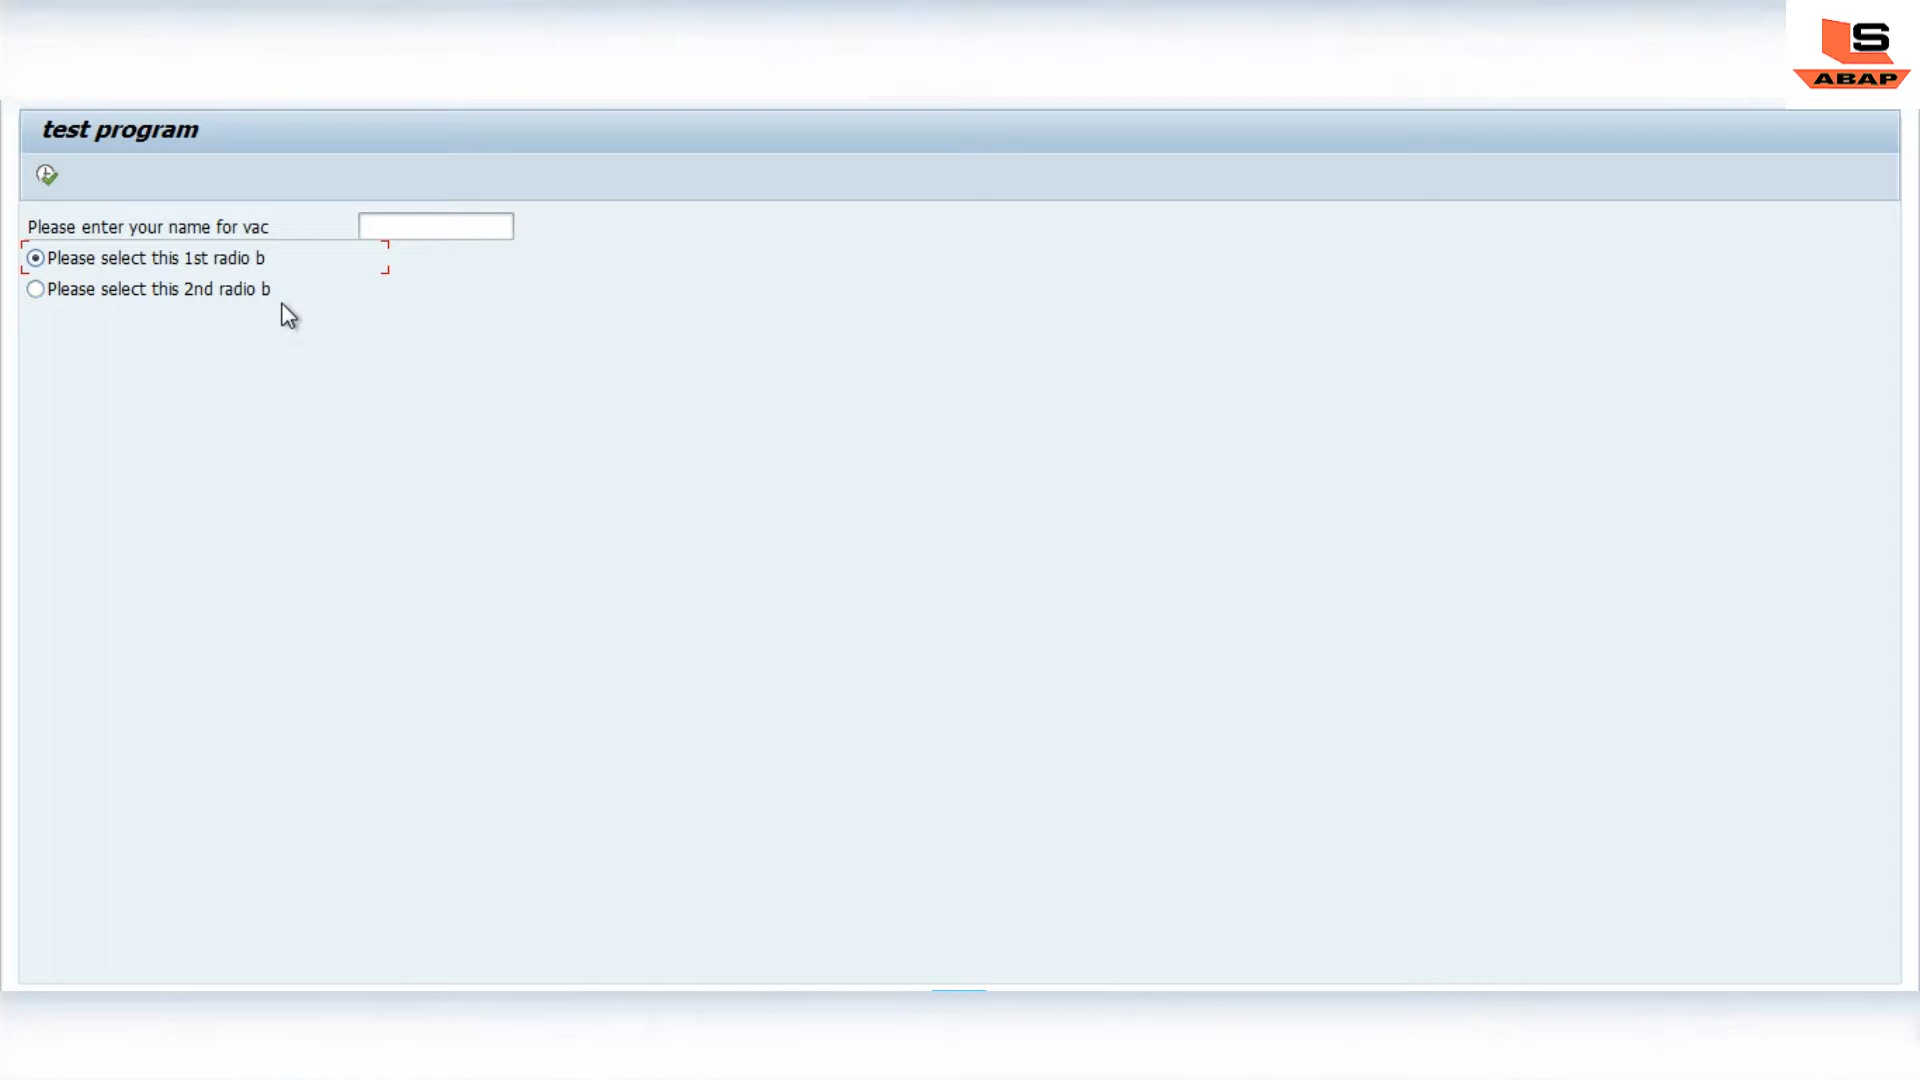 LS
ABAP
test program
Please enter your name for vac
Please select this 1st radio b
Please select this 2nd radio b